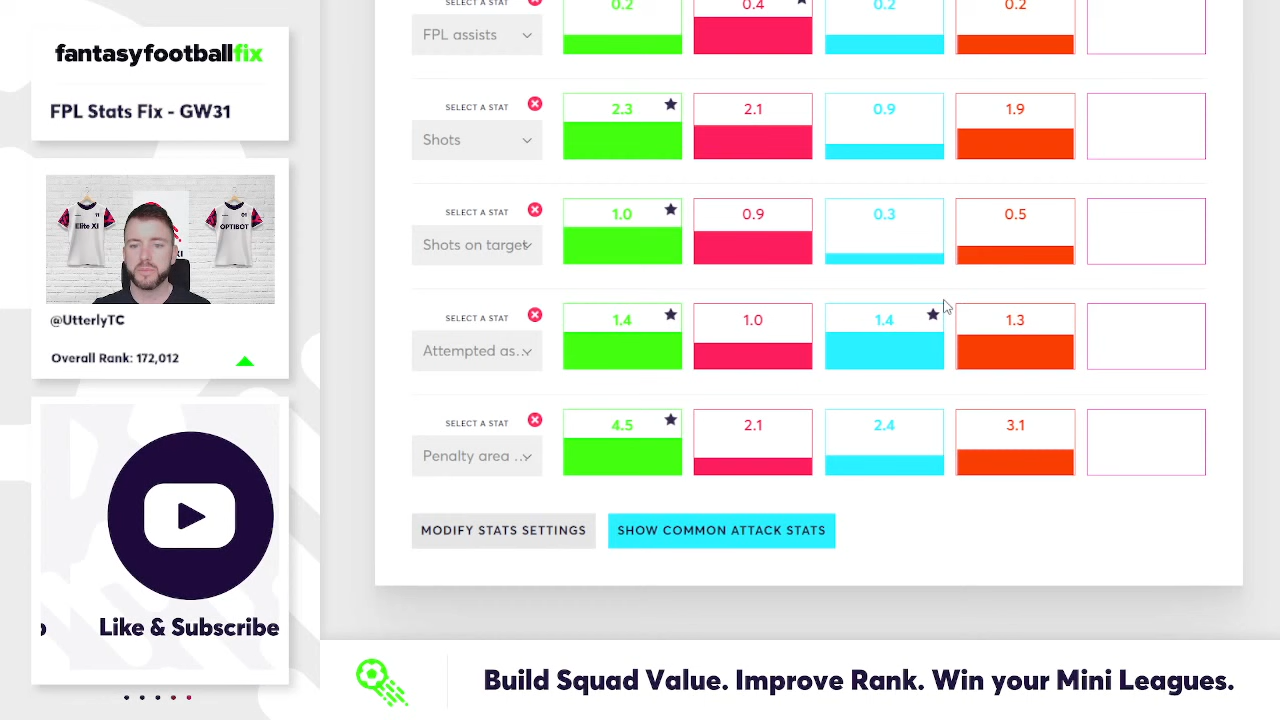 fantasyfootballfix
FPL Stats Fix - GW31
Elite XI
XI
OPTIBOT
@UtterlyTC
Overall Rank: 172,012
Like & Subscribe
SELECT A STAT
FPL assists
0.2 0.4 0.2 0.2
SELECT A STAT
Shots
2.3 2.1 0.9 1.9
SELECT A STAT
Shots on target
1.0 0.9 0.3 0.5
SELECT A STAT
Attempted as...
1.4 1.0 1.4 1.3
SELECT A STAT
Penalty area ...
4.5 2.1 2.4 3.1
MODIFY STATS SETTINGS
SHOW COMMON ATTACK STATS
Build Squad Value. Improve Rank. Win your Mini Leagues.